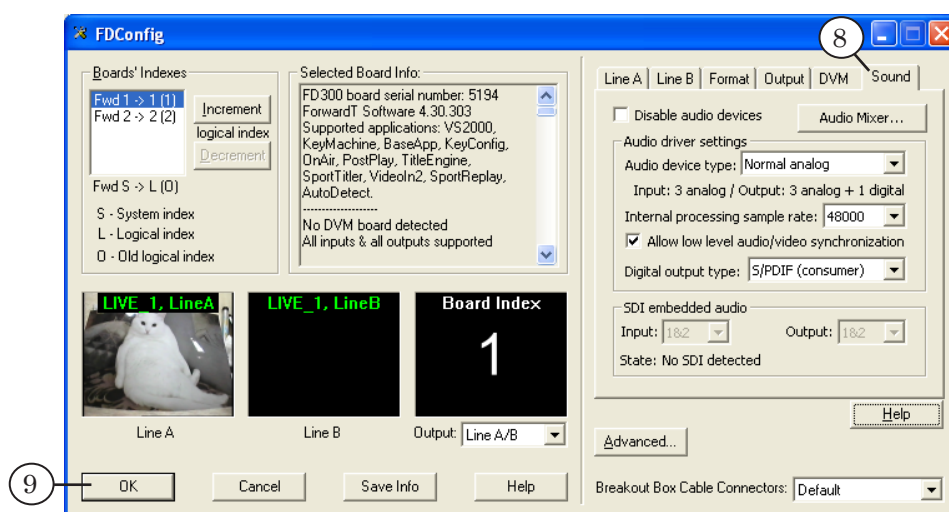 FDConfig
8
Boards' Indexes
Fwd 1 -> 1 (1)
Fwd 2 -> 2 (2)
Increment
logical index
Decrement
Fwd S -> L (O)
S - System index
L - Logical index
O - Old logical index
Selected Board Info:
FD300 board serial number: 5194
ForwardT Software 4.30.303
Supported applications: VS2000,
KeyMachine, BaseApp, KeyConfig,
OnAir, PostPlay, TitleEngine,
SportTitler, VideoIn2, SportReplay,
AutoDetect.
--------------------
No DVM board detected
All inputs & all outputs supported
Line A
Line B
Format
Output
DVM
Sound
Disable audio devices
Audio Mixer...
Audio driver settings
Audio device type: Normal analog
Input: 3 analog / Output: 3 analog + 1 digital
Internal processing sample rate: 48000
Allow low level audio/video synchronization
Digital output type: S/PDIF (consumer)
SDI embedded audio
Input: 1&2
Output: 1&2
State: No SDI detected
LIVE_1, LineA
LIVE_1, LineB
Board Index
1
Line A
Line B
Output: Line A/B
Help
Advanced...
9
OK
Cancel
Save Info
Help
Breakout Box Cable Connectors: Default